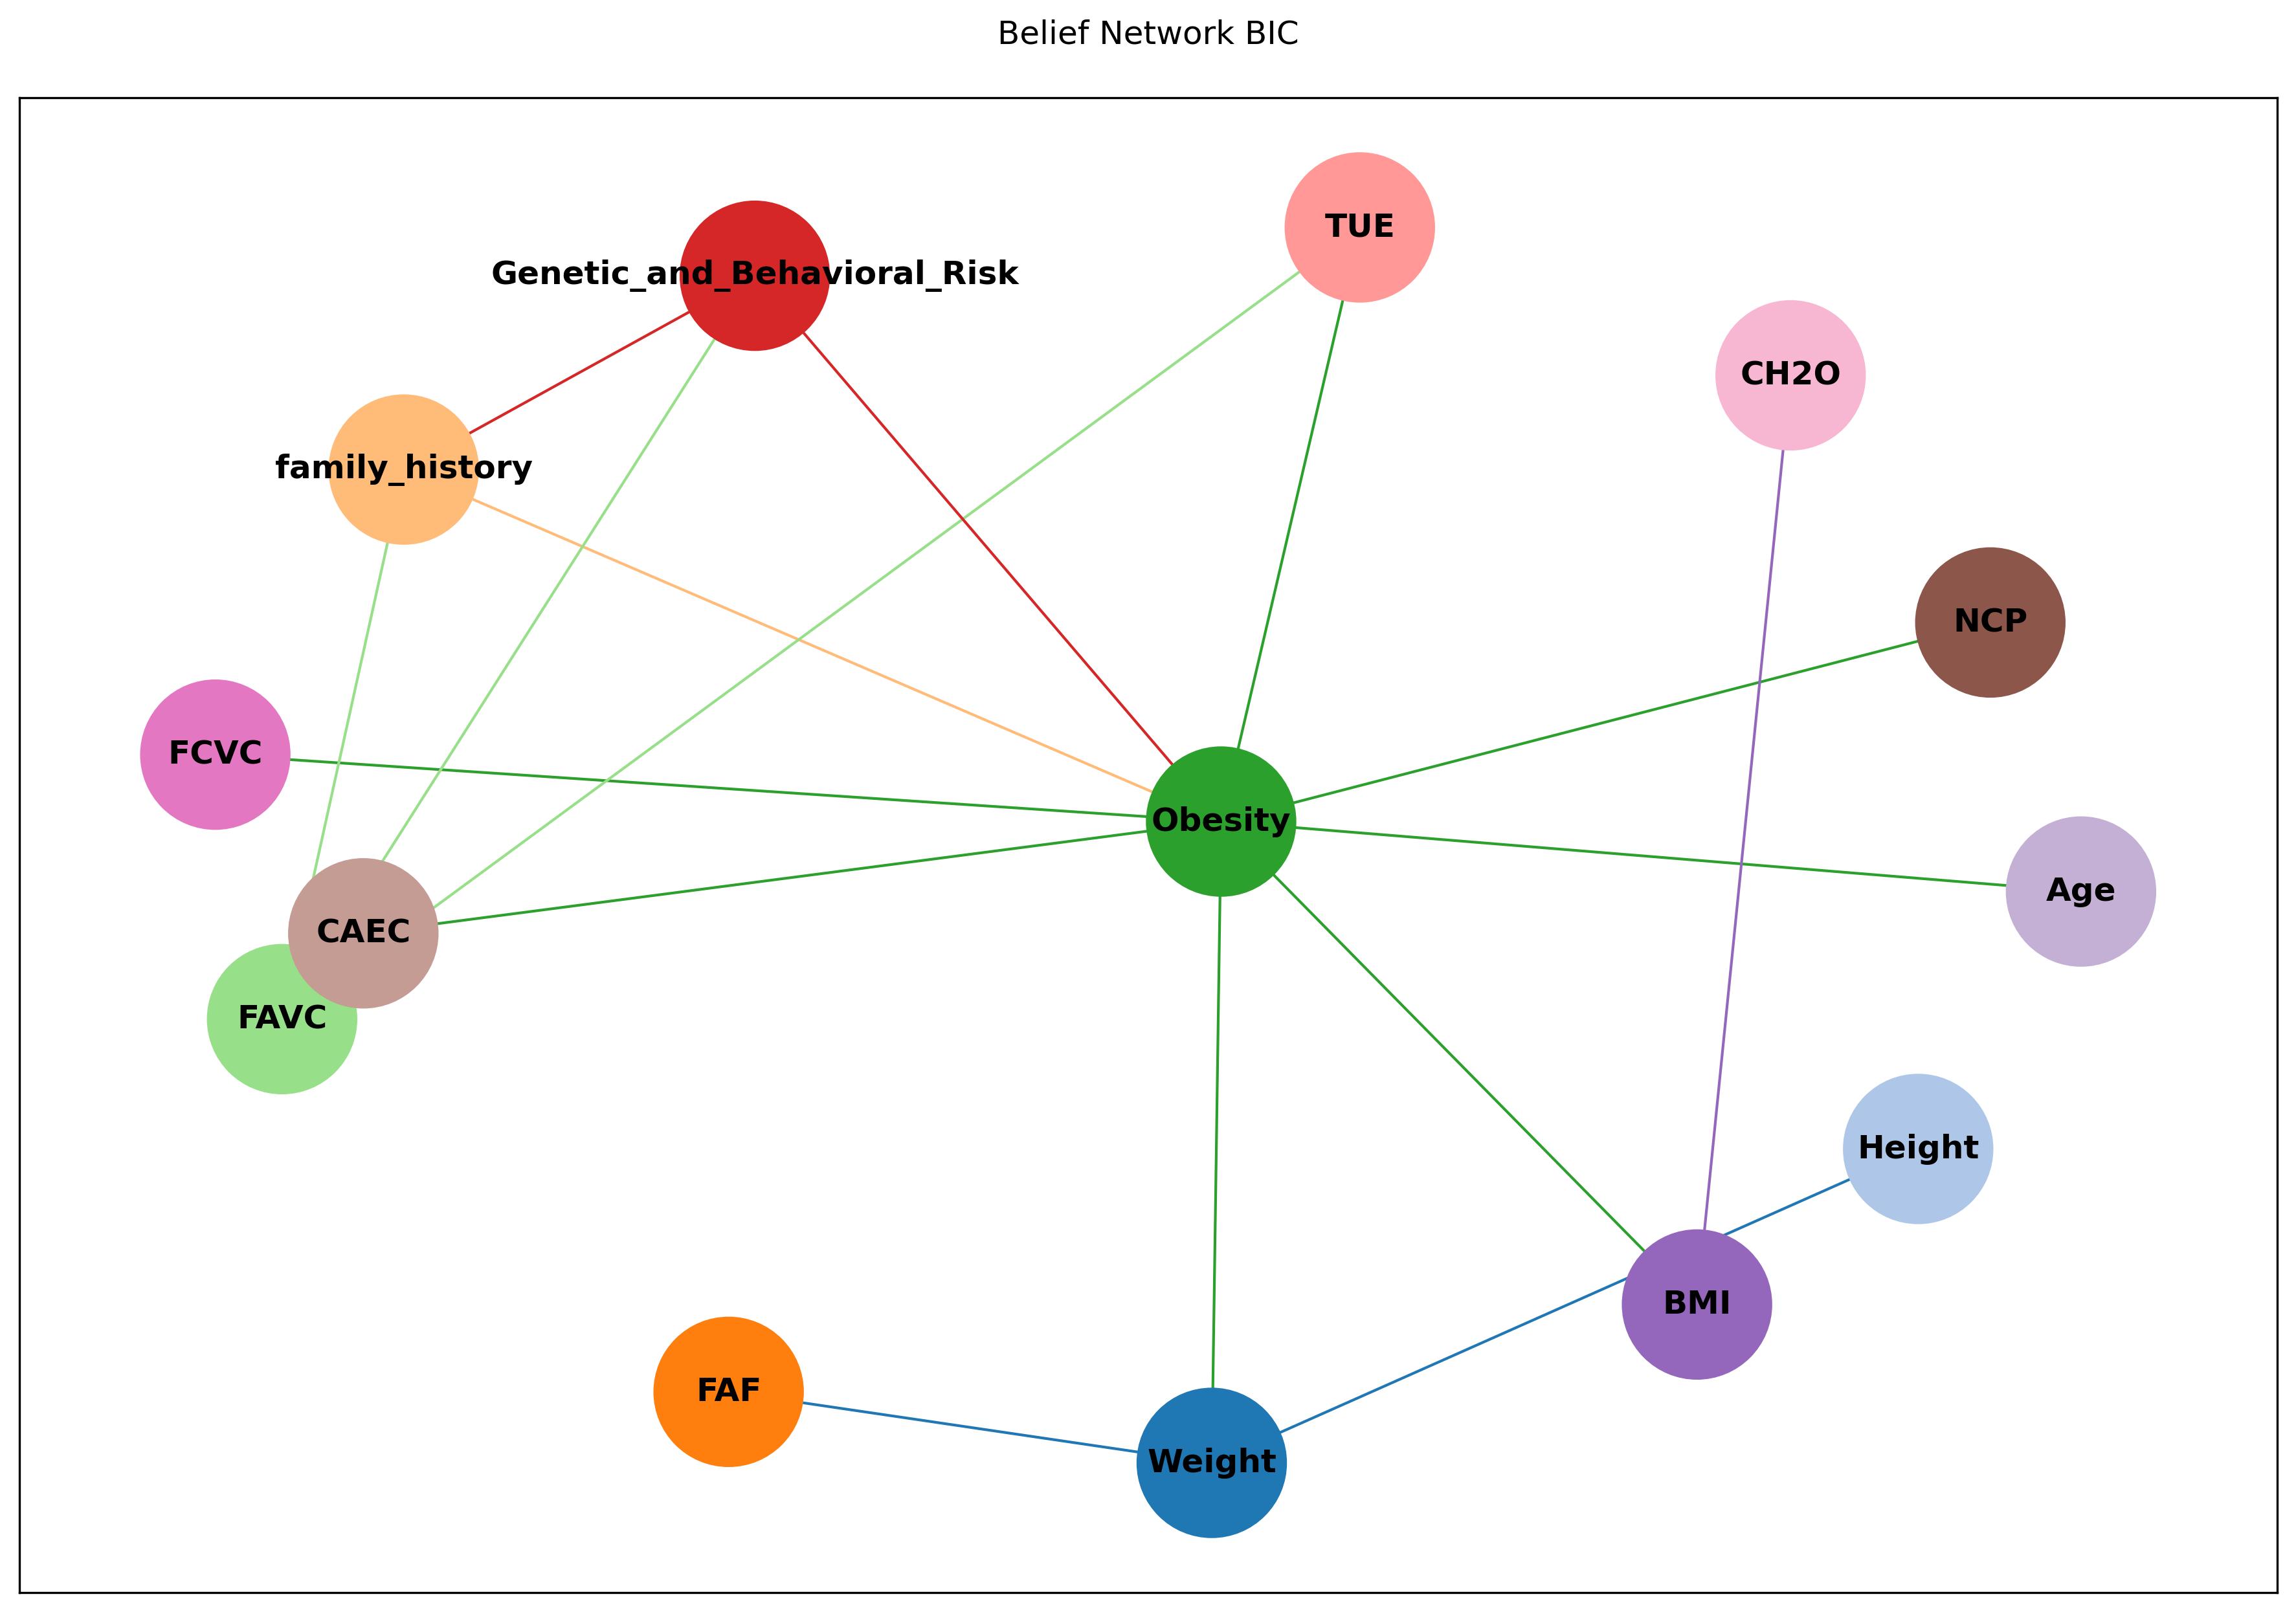 Belief Network BIC
TUE
Genetic_and_Behavioral_Risk
CH2O
family_history
NCP
FCVC
Obesity
Age
CAEC
FAVC
Height
BMI
FAF
Weight